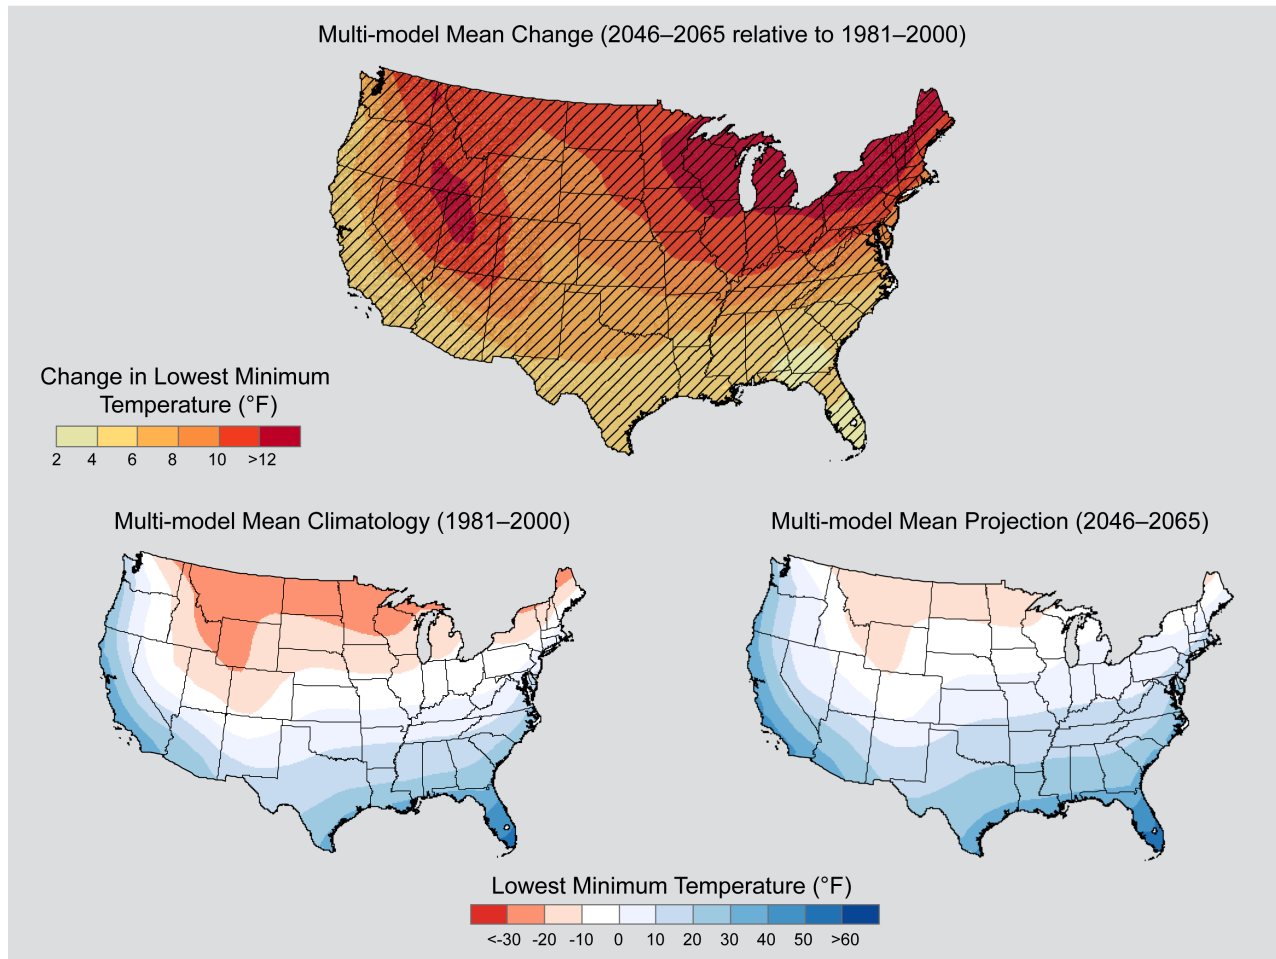 Multi-model Mean Change (2046–2065 relative to 1981–2000)
Change in Lowest Minimum
Temperature (°F)
2 4 6 8 10 >12
Multi-model Mean Climatology (1981–2000)
Multi-model Mean Projection (2046–2065)
Lowest Minimum Temperature (°F)
<-30 -20 -10 0 10 20 30 40 50 >60